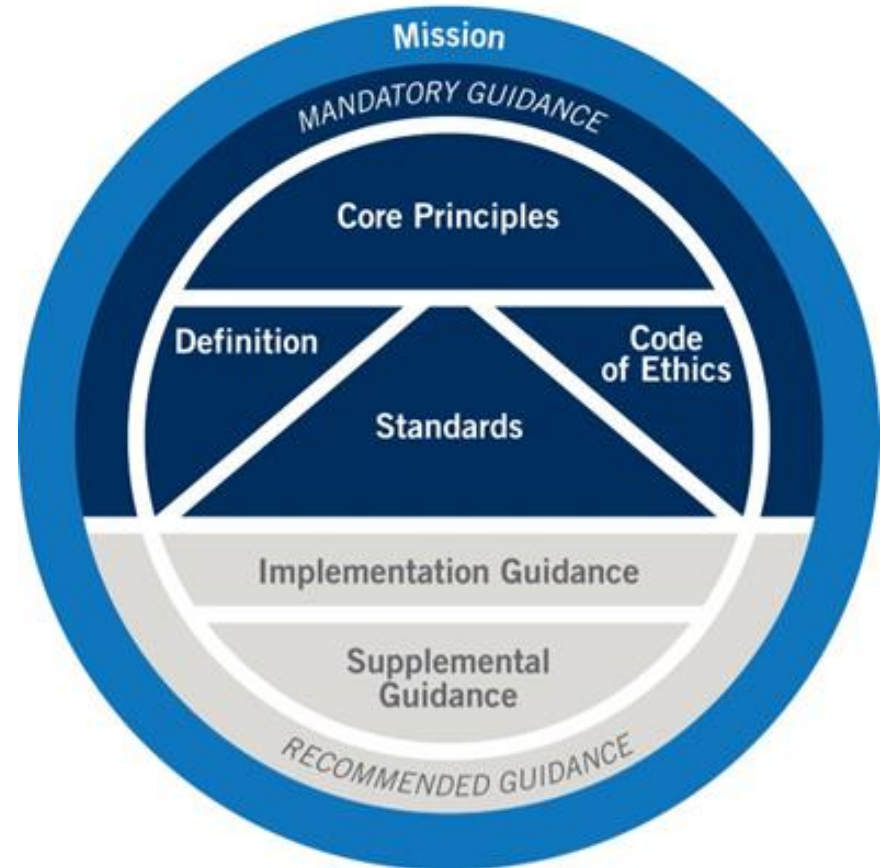 Mission
MANDATORY GUIDANCE
Core Principles
Definition
Code
of Ethics
Standards
Implementation Guidance
Supplemental
Guidance
RECOMMENDED GUIDANCE